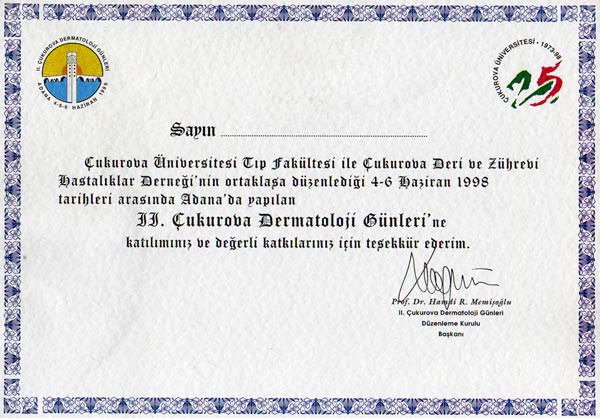 II. ÇUKUROVA DERMATOLOJİ GÜNLERİ
ADANA 4-5-6 HAZİRAN 1998
ÇUKUROVA ÜNİVERSİTESİ - 1973-98
25
Sayın
Çukurova Üniversitesi Tıp Fakültesi ile Çukurova Deri ve Zührevi
Hastalıklar Derneği'nin ortaklaşa düzenlediği 4-6 Haziran 1998
tarihleri arasında Adana'da yapılan
II. Çukurova Dermatoloji Günleri'ne
katılımınız ve değerli katkılarınız için teşekkür ederim.
Prof. Dr. Hamdi R. Memişoğlu
II. Çukurova Dermatoloji Günleri
Düzenleme Kurulu
Başkanı